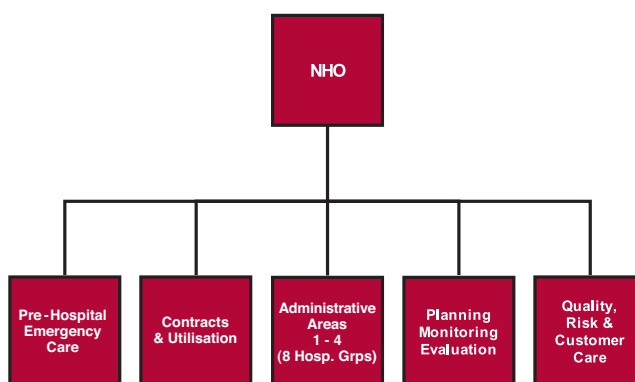 NHO
Pre-Hospital
Emergency
Care
Contracts
& Utilisation
Administrative
Areas
1 - 4
(8 Hosp. Grps)
Planning
Monitoring
Evaluation
Quality,
Risk &
Customer
Care